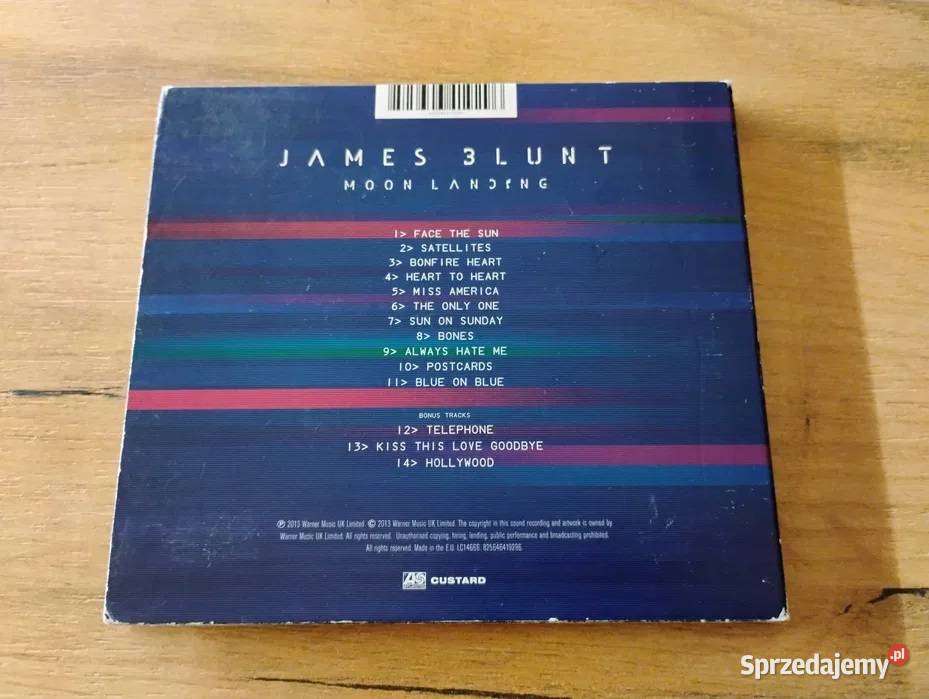 JAMES BLUNT
MOON LANDING
1> FACE THE SUN
2> SATELLITES
3> BONFIRE HEART
4> HEART TO HEART
5> MISS AMERICA
6> THE ONLY ONE
7> SUN ON SUNDAY
8> BONES
9> ALWAYS HATE ME
10> POSTCARDS
11> BLUE ON BLUE
BONUS TRACKS
12> TELEPHONE
13> KISS THIS LOVE GOODBYE
14> HOLLYWOOD
℗ 2013 Warner Music UK Limited. © 2013 Warner Music UK Limited. The copyright in this sound recording and artwork is owned by
Warner Music UK Limited. All rights reserved. Unauthorised copying, hiring, lending, public performance and broadcasting prohibited.
All rights reserved. Made in the E.U. LC14666.
CUSTARD
Sprzedajemy.pl